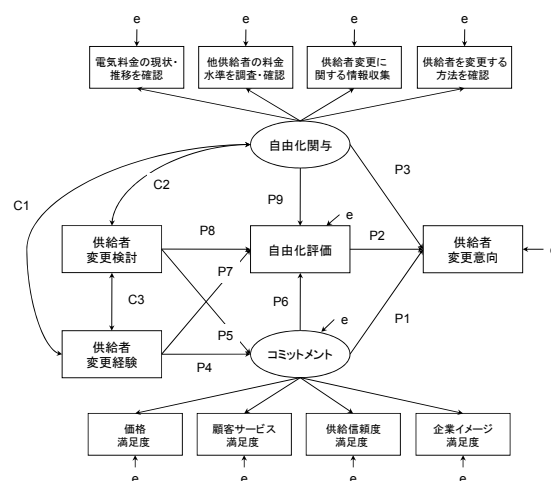 e
e
e
e
電気料金の現状・
推移を確認
他供給者の料金
水準を調査・確認
供給者変更に
関する情報収集
供給者を変更する
方法を確認
自由化関与
C1
C2
P3
P9
e
供給者
変更検討
P8
自由化評価
P2
供給者
変更意向
e
P7
C3
P6
P5
e
P1
供給者
変更経験
P4
コミットメント
価格
満足度
顧客サービス
満足度
供給信頼度
満足度
企業イメージ
満足度
e
e
e
e